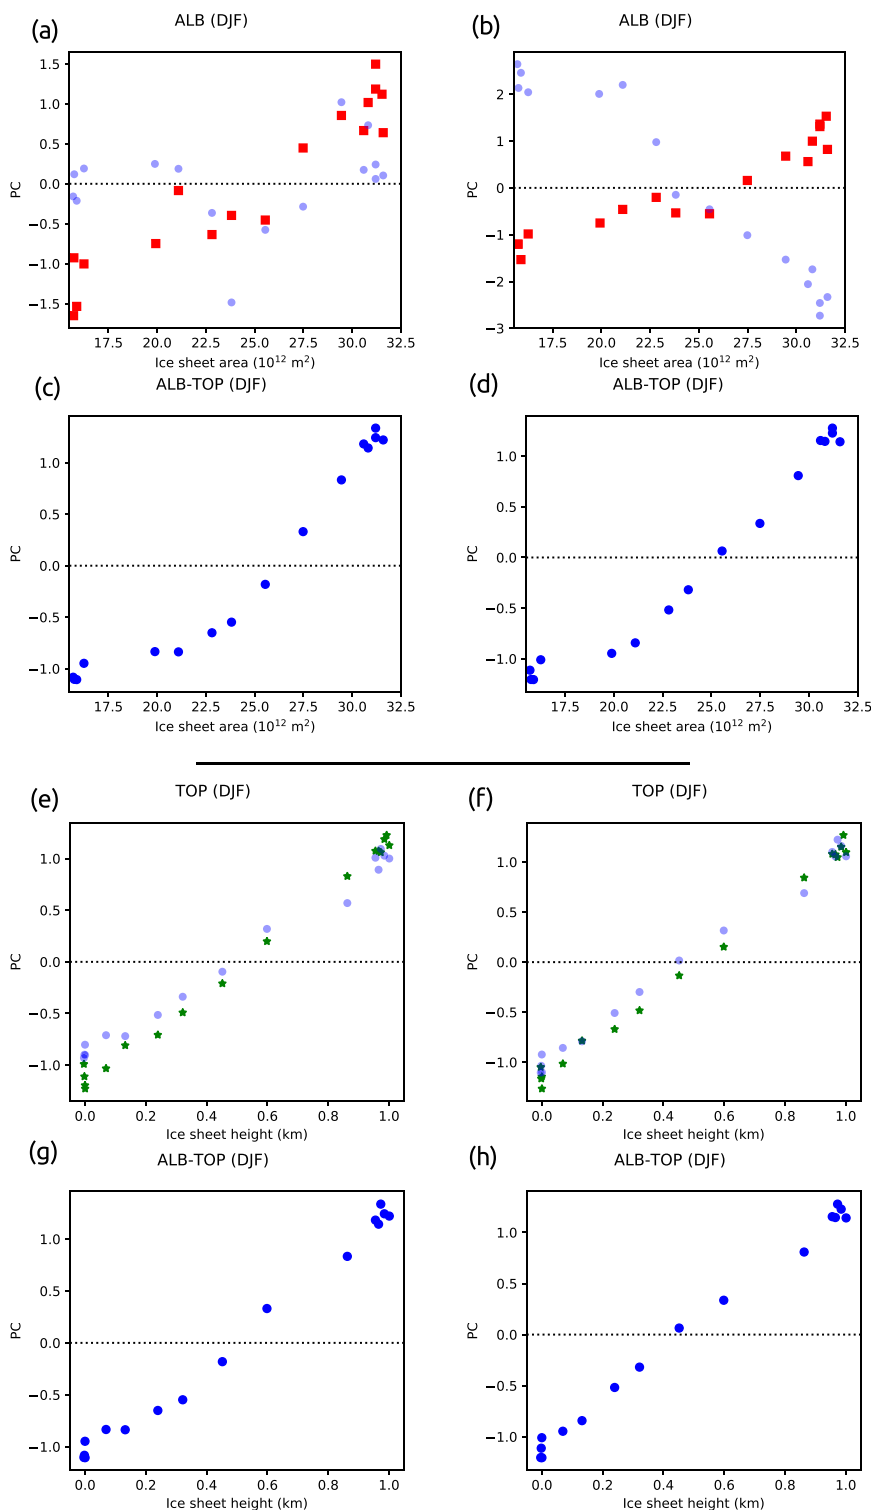 (a) ALB (DJF)
1.5
1.0
0.5
0.0
−0.5
−1.0
−1.5
PC
17.5 20.0 22.5 25.0 27.5 30.0 32.5
Ice sheet area (10¹² m²)
(b) ALB (DJF)
2
1
0
−1
−2
−3
PC
17.5 20.0 22.5 25.0 27.5 30.0 32.5
Ice sheet area (10¹² m²)
(c) ALB-TOP (DJF)
1.0
0.5
0.0
−0.5
−1.0
PC
17.5 20.0 22.5 25.0 27.5 30.0 32.5
Ice sheet area (10¹² m²)
(d) ALB-TOP (DJF)
1.0
0.5
0.0
−0.5
−1.0
PC
17.5 20.0 22.5 25.0 27.5 30.0 32.5
Ice sheet area (10¹² m²)
(e) TOP (DJF)
1.0
0.5
0.0
−0.5
−1.0
PC
0.0 0.2 0.4 0.6 0.8 1.0
Ice sheet height (km)
(f) TOP (DJF)
1.0
0.5
0.0
−0.5
−1.0
PC
0.0 0.2 0.4 0.6 0.8 1.0
Ice sheet height (km)
(g) ALB-TOP (DJF)
1.0
0.5
0.0
−0.5
−1.0
PC
0.0 0.2 0.4 0.6 0.8 1.0
Ice sheet height (km)
(h) ALB-TOP (DJF)
1.0
0.5
0.0
−0.5
−1.0
PC
0.0 0.2 0.4 0.6 0.8 1.0
Ice sheet height (km)